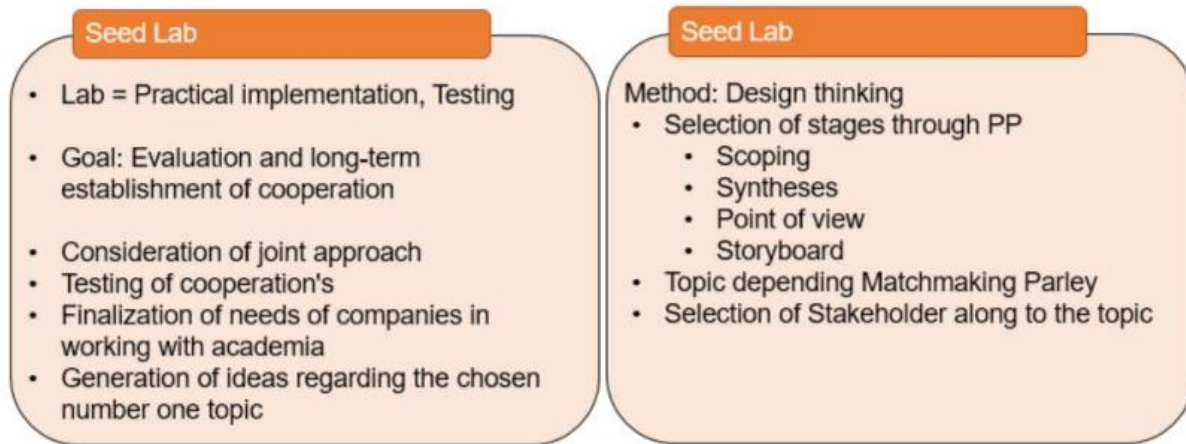 Seed Lab
• Lab = Practical implementation, Testing
• Goal: Evaluation and long-term
establishment of cooperation
• Consideration of joint approach
• Testing of cooperation's
• Finalization of needs of companies in
working with academia
• Generation of ideas regarding the chosen
number one topic
Seed Lab
Method: Design thinking
• Selection of stages through PP
• Scoping
• Syntheses
• Point of view
• Storyboard
• Topic depending Matchmaking Parley
• Selection of Stakeholder along to the topic